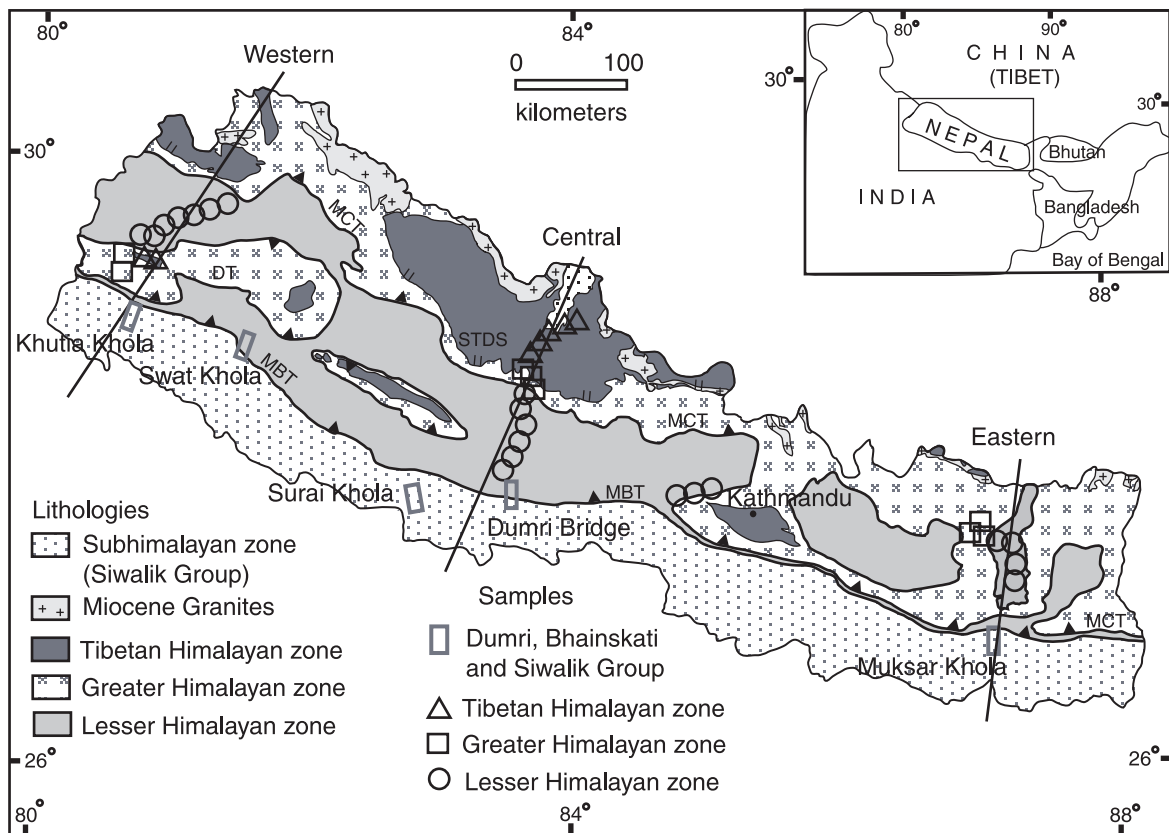 80°
84°
Western
0 100
kilometers
Central
30°
MCT
DT
STDS
Khutia Khola
Swat Khola
MBT
MCT
Eastern
Surai Khola
MBT
Dumri Bridge
Kathmandu
MCT
Muksar Khola
80°
90°
CHINA
(TIBET)
30°
30°
NEPAL
Bhutan
INDIA
Bangladesh
Bay of Bengal
88°
Lithologies
Subhimalayan zone
(Siwalik Group)
Miocene Granites
Tibetan Himalayan zone
Greater Himalayan zone
Lesser Himalayan zone
Samples
Dumri, Bhainskati
and Siwalik Group
Tibetan Himalayan zone
Greater Himalayan zone
Lesser Himalayan zone
26°
26°
80°
84°
88°